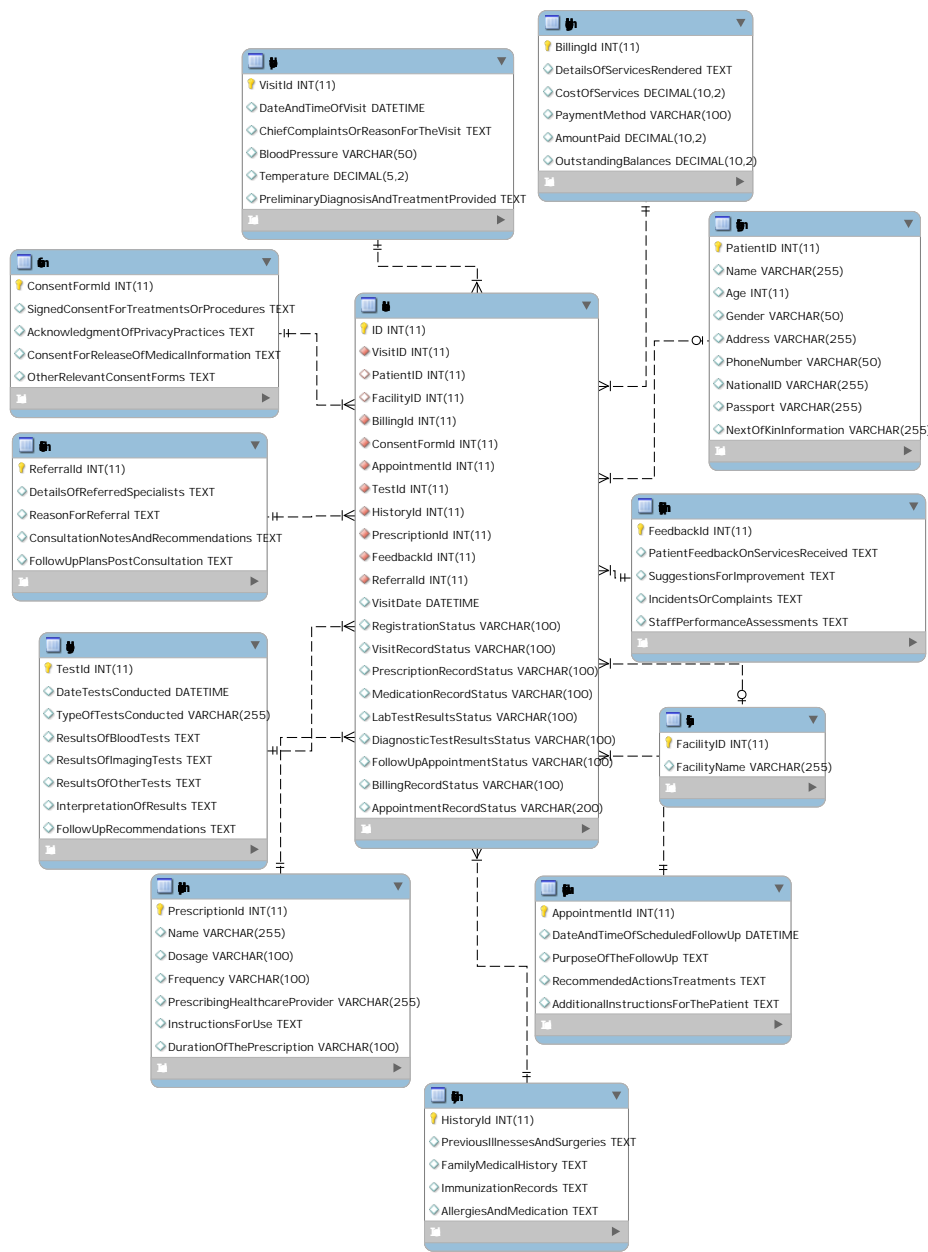 VisitId INT(11)
DateAndTimeOfVisit DATETIME
ChiefComplaintsOrReasonForTheVisit TEXT
BloodPressure VARCHAR(50)
Temperature DECIMAL(5,2)
PreliminaryDiagnosisAndTreatmentProvided TEXT
BillingId INT(11)
DetailsOfServicesRendered TEXT
CostOfServices DECIMAL(10,2)
PaymentMethod VARCHAR(100)
AmountPaid DECIMAL(10,2)
OutstandingBalances DECIMAL(10,2)
PatientID INT(11)
Name VARCHAR(255)
Age INT(11)
Gender VARCHAR(50)
Address VARCHAR(255)
PhoneNumber VARCHAR(50)
NationalID VARCHAR(255)
Passport VARCHAR(255)
NextOfKinInformation VARCHAR(255)
ConsentFormId INT(11)
SignedConsentForTreatmentsOrProcedures TEXT
AcknowledgmentOfPrivacyPractices TEXT
ConsentForReleaseOfMedicalInformation TEXT
OtherRelevantConsentForms TEXT
ID INT(11)
VisitID INT(11)
PatientID INT(11)
FacilityID INT(11)
BillingId INT(11)
ConsentFormId INT(11)
AppointmentId INT(11)
TestId INT(11)
HistoryId INT(11)
PrescriptionId INT(11)
FeedbackId INT(11)
ReferralId INT(11)
VisitDate DATETIME
RegistrationStatus VARCHAR(100)
VisitRecordStatus VARCHAR(100)
PrescriptionRecordStatus VARCHAR(100)
MedicationRecordStatus VARCHAR(100)
LabTestResultsStatus VARCHAR(100)
DiagnosticTestResultsStatus VARCHAR(100)
FollowUpAppointmentStatus VARCHAR(100)
BillingRecordStatus VARCHAR(100)
AppointmentRecordStatus VARCHAR(200)
ReferralId INT(11)
DetailsOfReferredSpecialists TEXT
ReasonForReferral TEXT
ConsultationNotesAndRecommendations TEXT
FollowUpPlansPostConsultation TEXT
FeedbackId INT(11)
PatientFeedbackOnServicesReceived TEXT
SuggestionsForImprovement TEXT
IncidentsOrComplaints TEXT
StaffPerformanceAssessments TEXT
TestId INT(11)
DateTestsConducted DATETIME
TypeOfTestsConducted VARCHAR(255)
ResultsOfBloodTests TEXT
ResultsOfImagingTests TEXT
ResultsOfOtherTests TEXT
InterpretationOfResults TEXT
FollowUpRecommendations TEXT
FacilityID INT(11)
FacilityName VARCHAR(255)
PrescriptionId INT(11)
Name VARCHAR(255)
Dosage VARCHAR(100)
Frequency VARCHAR(100)
PrescribingHealthcareProvider VARCHAR(255)
InstructionsForUse TEXT
DurationOfThePrescription VARCHAR(100)
AppointmentId INT(11)
DateAndTimeOfScheduledFollowUp DATETIME
PurposeOfTheFollowUp TEXT
RecommendedActionsTreatments TEXT
AdditionalInstructionsForThePatient TEXT
HistoryId INT(11)
PreviousIllnessesAndSurgeries TEXT
FamilyMedicalHistory TEXT
ImmunizationRecords TEXT
AllergiesAndMedication TEXT